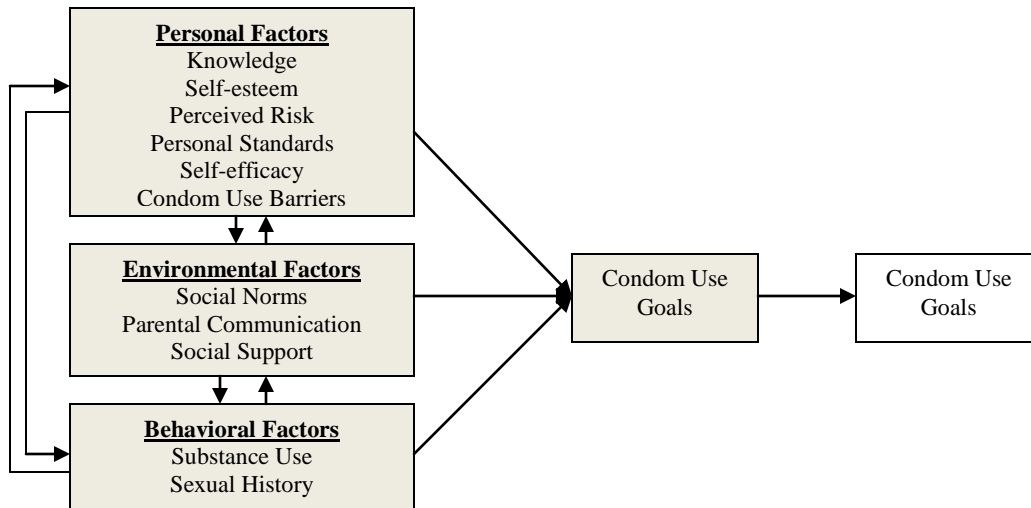 Personal Factors
Knowledge
Self-esteem
Perceived Risk
Personal Standards
Self-efficacy
Condom Use Barriers
Environmental Factors
Social Norms
Parental Communication
Social Support
Behavioral Factors
Substance Use
Sexual History
Condom Use
Goals
Condom Use
Goals